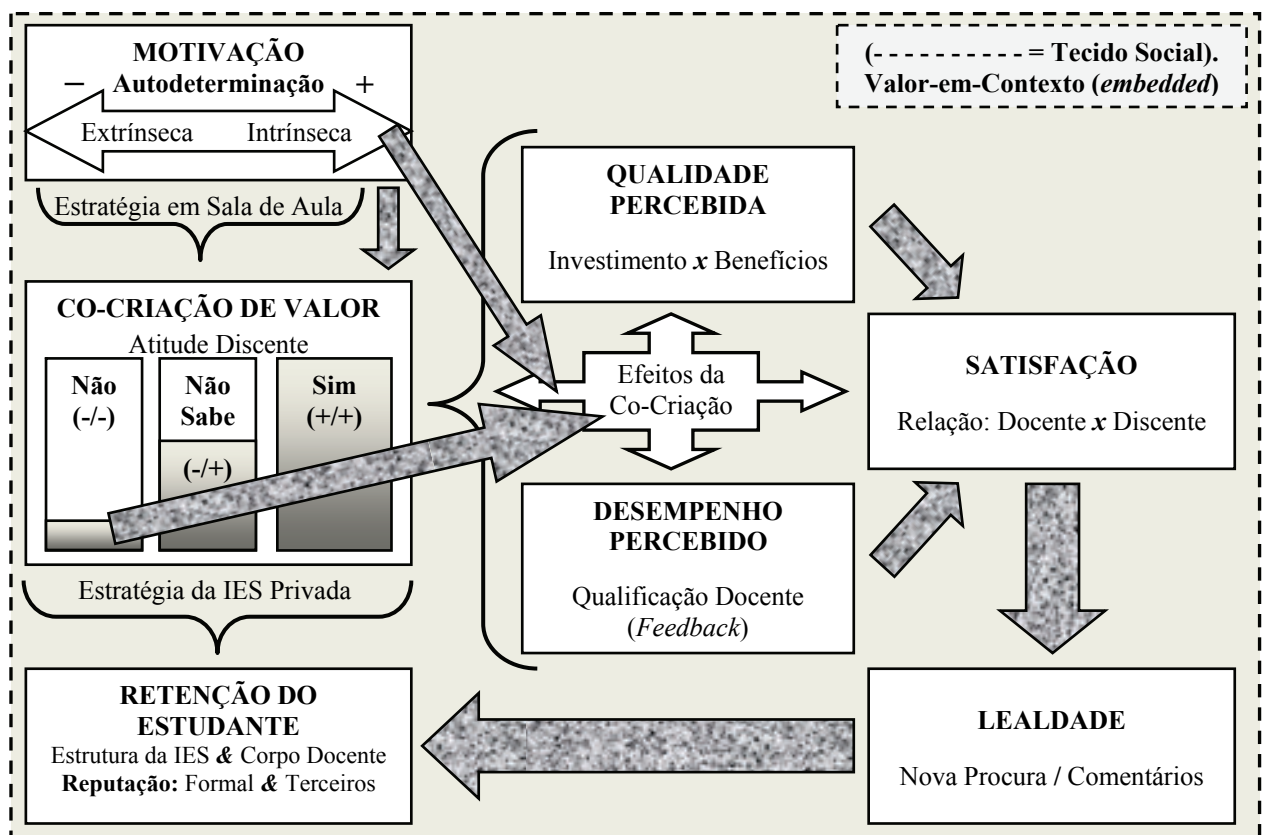 MOTIVAÇÃO
− Autodeterminação +
Extrínseca Intrínseca
Estratégia em Sala de Aula
(- - - - - - - - - - = Tecido Social).
Valor-em-Contexto (embedded)
CO-CRIAÇÃO DE VALOR
Atitude Discente
Não
(-/-)
Não
Sabe
(-/+)
Sim
(+/+)
Estratégia da IES Privada
QUALIDADE
PERCEBIDA
Investimento x Benefícios
Efeitos da
Co-Criação
DESEMPENHO
PERCEBIDO
Qualificação Docente
(Feedback)
SATISFAÇÃO
Relação: Docente x Discente
RETENÇÃO DO
ESTUDANTE
Estrutura da IES & Corpo Docente
Reputação: Formal & Terceiros
LEALDADE
Nova Procura / Comentários